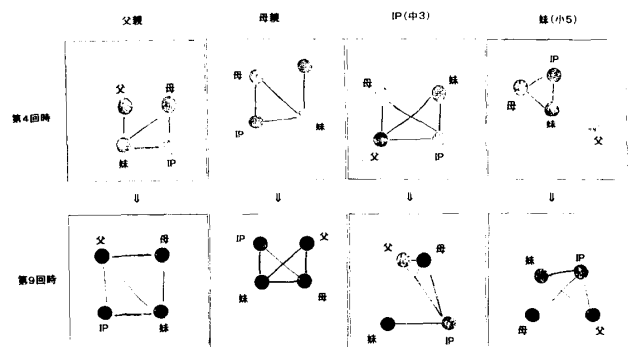 父親 母親 IP(中3) 妹(小5)
第4回時
父 母
妹 IP
母
IP 妹
母 妹
父 IP
IP
母 妹
父
⇓ ⇓ ⇓ ⇓
第9回時
父 母
IP 妹
IP 父
妹 母
父 母
妹 IP
妹 IP
母 父